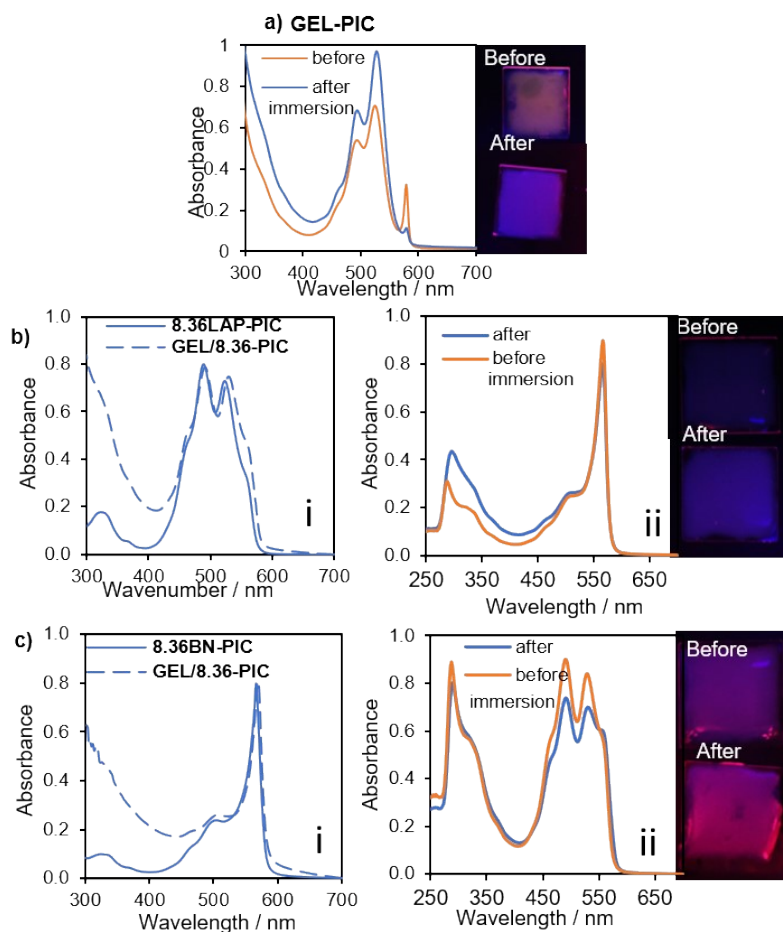 a) GEL-PIC
1
0.8
0.6
0.4
0.2
0
Absorbance
before
after
immersion
300 400 500 600 700
Wavelength / nm
Before
After
b)
1.0
0.8
0.6
0.4
0.2
0.0
Absorbance
8.36LAP-PIC
GEL/8.36-PIC
i
300 400 500 600 700
Wavenumber / nm
1.0
0.8
0.6
0.4
0.2
0.0
Absorbance
after
before
immersion
ii
250 350 450 550 650
Wavelength / nm
Before
After
c)
1.0
0.8
0.6
0.4
0.2
0.0
Absorbance
8.36BN-PIC
GEL/8.36-PIC
i
300 400 500 600 700
Wavelength / nm
1.0
0.8
0.6
0.4
0.2
0.0
Absorbance
after
before
immersion
ii
250 350 450 550 650
Wavelength / nm
Before
After